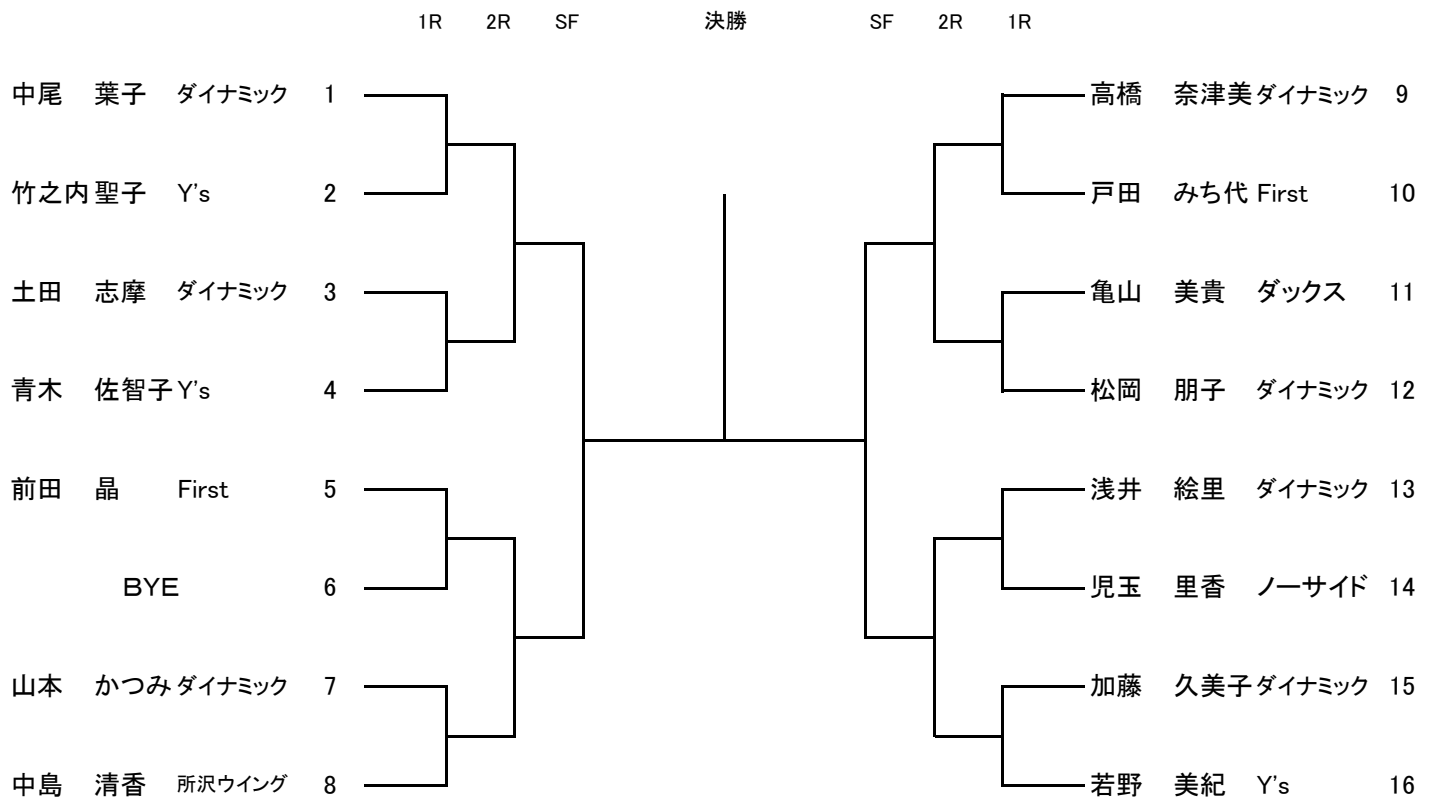 1R 2R SF 決勝 SF 2R 1R
中尾 葉子 ダイナミック 1 高橋 奈津美 ダイナミック 9
竹之内 聖子 Y's 2 戸田 みち代 First 10
土田 志摩 ダイナミック 3 亀山 美貴 ダックス 11
青木 佐智子 Y's 4 松岡 朋子 ダイナミック 12
前田 晶 First 5 浅井 絵里 ダイナミック 13
BYE 6 児玉 里香 ノーサイド 14
山本 かつみ ダイナミック 7 加藤 久美子 ダイナミック 15
中島 清香 所沢ウイング 8 若野 美紀 Y's 16